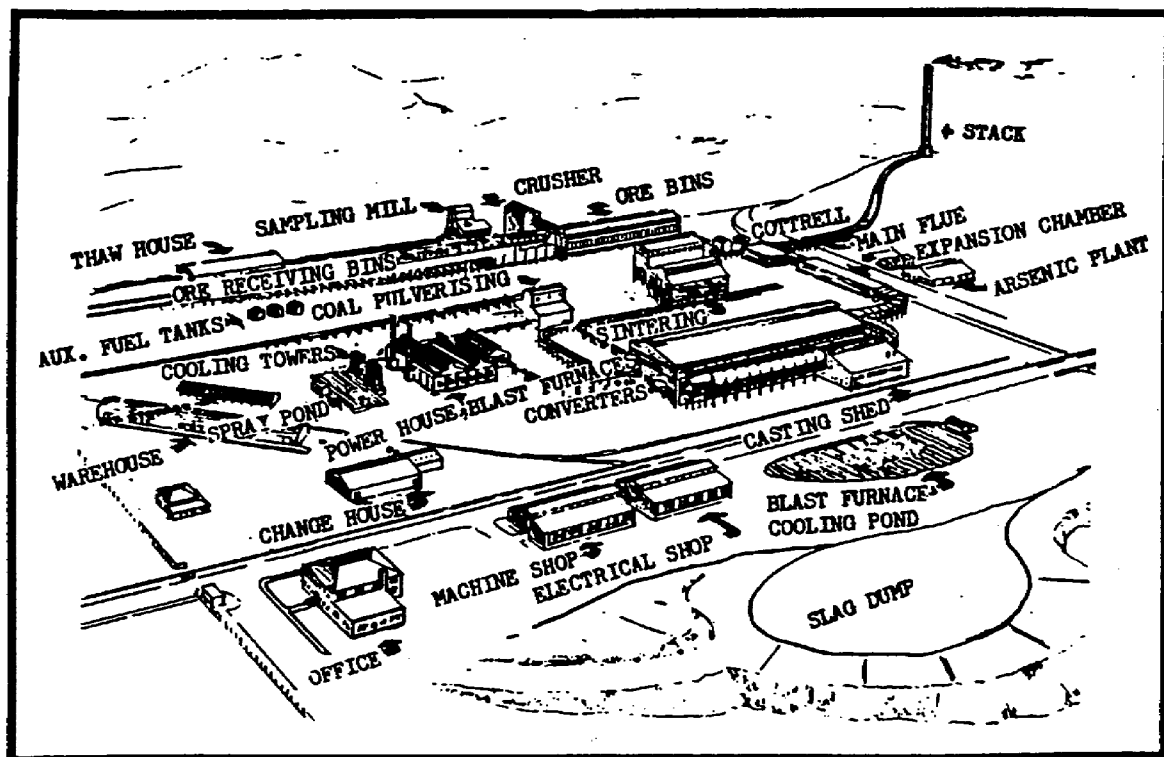 STACK
CRUSHER
ORE BINS
SAMPLING MILL
COTTRELL
THAW HOUSE
MAIN FLUE
EXPANSION CHAMBER
ARSENIC PLANT
ORE RECEIVING BINS
COAL PULVERISING
AUX. FUEL TANKS
SINTERING
COOLING TOWERS
BLAST FURNACE
CONVERTERS
SPRAY POND
POWER HOUSE
CASTING SHED
WAREHOUSE
CHANGE HOUSE
BLAST FURNACE
COOLING POND
MACHINE SHOP
ELECTRICAL SHOP
SLAG DUMP
OFFICE